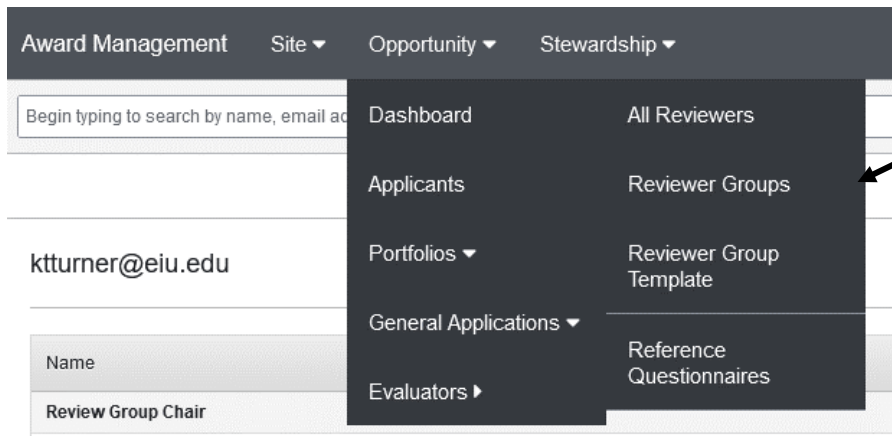 Award Management Site Opportunity Stewardship
Begin typing to search by name, email ad
Dashboard
Applicants
Portfolios
General Applications
Evaluators
All Reviewers
Reviewer Groups
Reviewer Group
Template
Reference
Questionnaires
ktturner@eiu.edu
Name
Review Group Chair